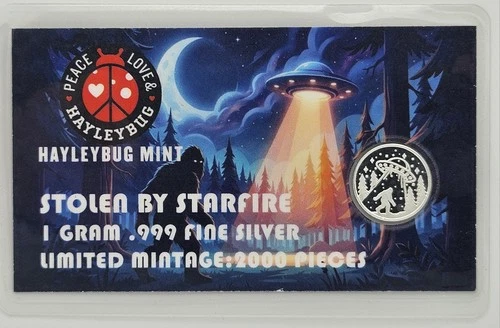 PEACE LOVE&
HAYLEYBUG
HAYLEYBUG MINT
STOLEN BY STARFIRE
1 GRAM .999 FINE SILVER
LIMITED MINTAGE:2000 PIECES